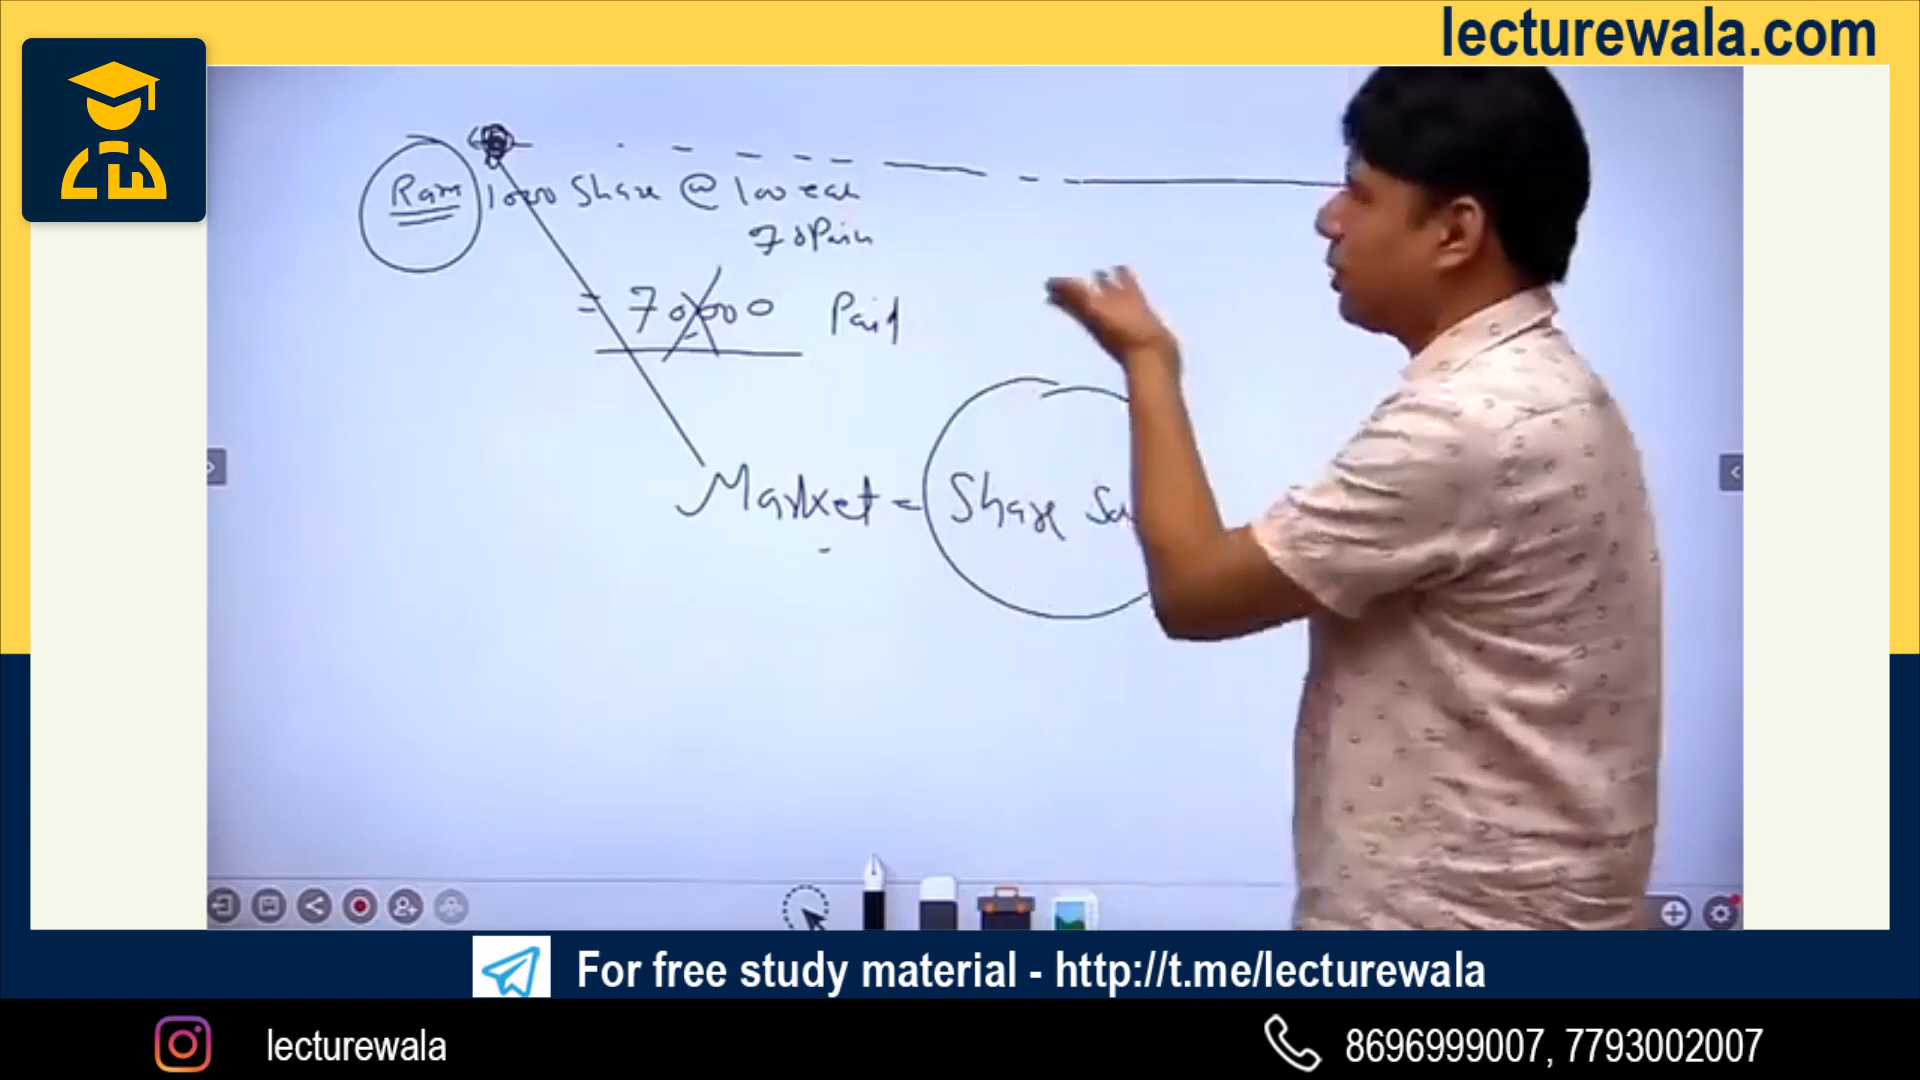 lecturewala.com
Ram 1000 Share @ 100 each
70 Paid
= 70000 Paid
Market = Share
For free study material - http://t.me/lecturewala
lecturewala
8696999007, 7793002007